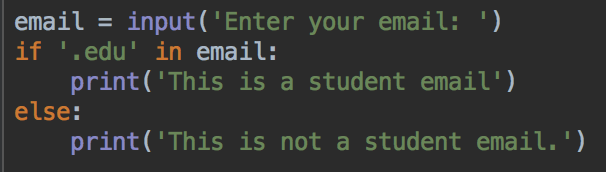 email = input('Enter your email: ')
if '.edu' in email:
    print('This is a student email')
else:
    print('This is not a student email.')